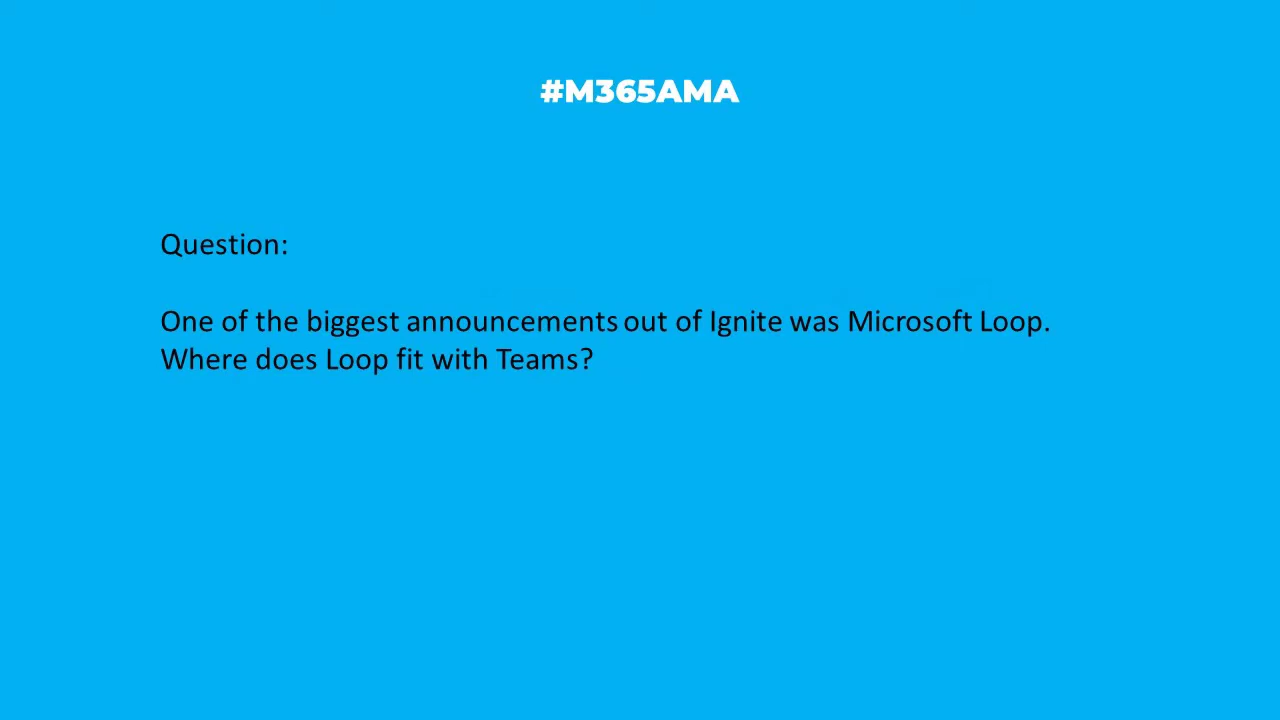 #M365AMA
Question:
One of the biggest announcements out of Ignite was Microsoft Loop.
Where does Loop fit with Teams?